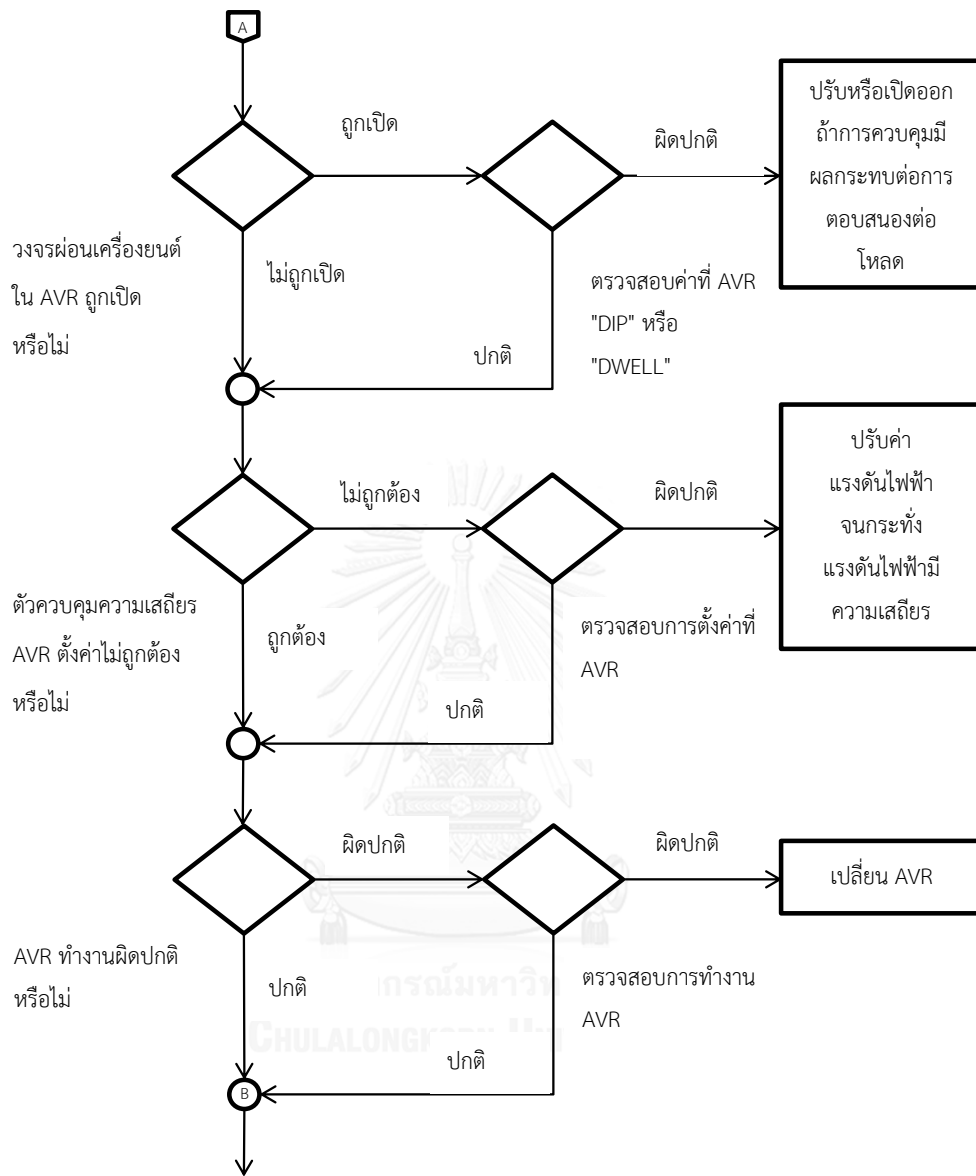 A
ถูกเปิด
ผิดปกติ
ปรับหรือเปิดออก
ถ้าการควบคุมมี
ผลกระทบต่อการ
ตอบสนองต่อ
โหลด
วงจรผ่อนเครื่องยนต์
ใน AVR ถูกเปิด
หรือไม่
ไม่ถูกเปิด
ตรวจสอบค่าที่ AVR
"DIP" หรือ
"DWELL"
ปกติ
ไม่ถูกต้อง
ผิดปกติ
ปรับค่า
แรงดันไฟฟ้า
จนกระทั่ง
แรงดันไฟฟ้ามี
ความเสถียร
ตัวควบคุมความเสถียร
AVR ตั้งค่าไม่ถูกต้อง
หรือไม่
ถูกต้อง
ตรวจสอบการตั้งค่าที่
AVR
ปกติ
ผิดปกติ
ผิดปกติ
เปลี่ยน AVR
AVR ทำงานผิดปกติ
หรือไม่
ปกติ
ตรวจสอบการทำงาน
AVR
ปกติ
B